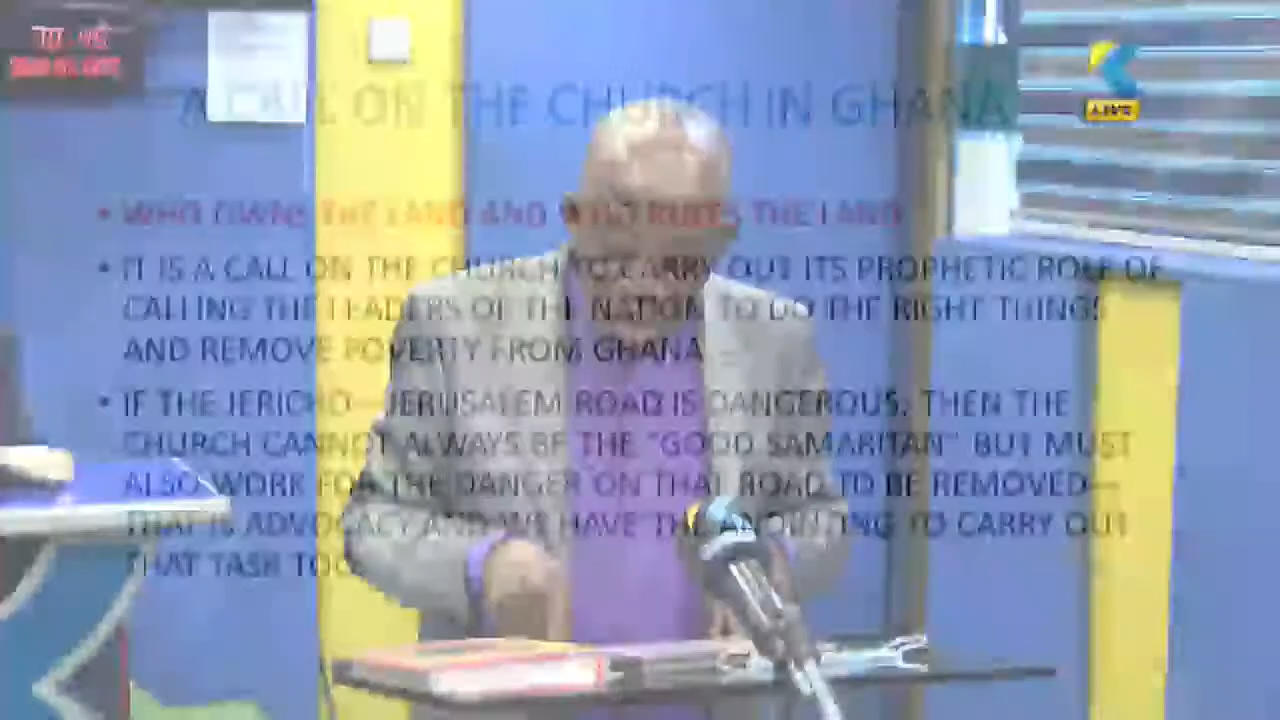 A CALL ON THE CHURCH IN GHANA
• WHO OWNS THE LAND AND WHO RULES THE LAND
• IT IS A CALL ON THE CHURCH TO CARRY OUT ITS PROPHETIC ROLE OF
CALLING THE LEADERS OF THE NATION TO DO THE RIGHT THINGS
AND REMOVE POVERTY FROM GHANA
• IF THE JERICHO—JERUSALEM ROAD IS DANGEROUS, THEN THE
CHURCH CANNOT ALWAYS BE THE "GOOD SAMARITAN" BUT MUST
ALSO WORK FOR THE DANGER ON THAT ROAD TO BE REMOVED—
THAT IS ADVOCACY AND WE HAVE THE ANOINTING TO CARRY OUT
THAT TASK TOO